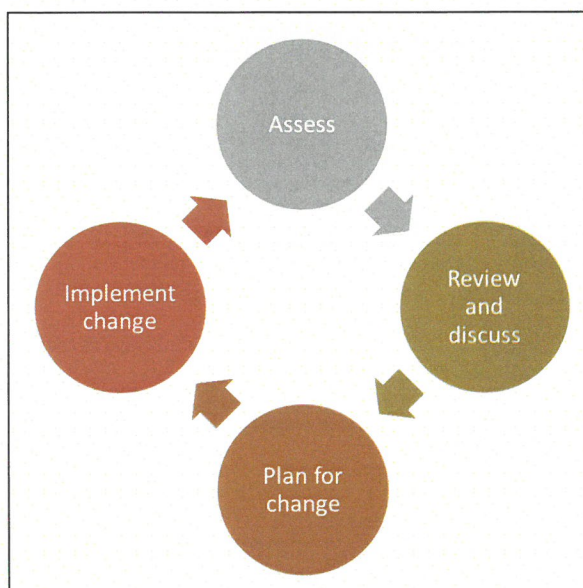 Assess
Review
and
discuss
Plan for
change
Implement
change